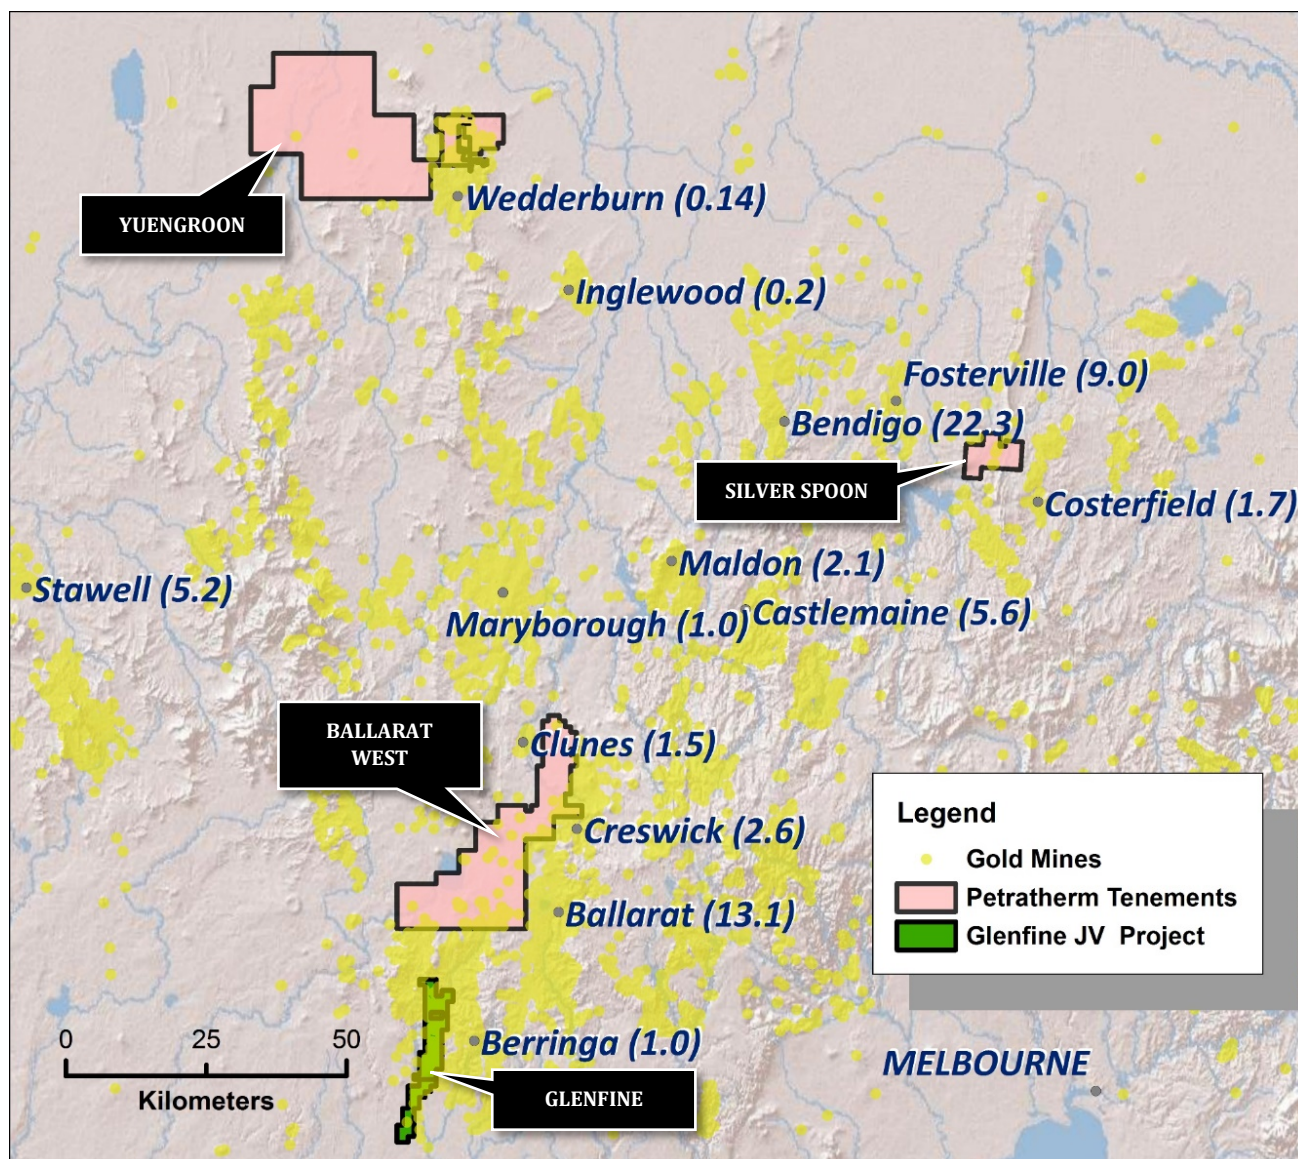 YUENGROON
Wedderburn (0.14)
Inglewood (0.2)
Fosterville (9.0)
Bendigo (22.3)
SILVER SPOON
Costerfield (1.7)
Maldon (2.1)
Stawell (5.2)
Castlemaine (5.6)
Maryborough (1.0)
BALLARAT
WEST
Clunes (1.5)
Creswick (2.6)
Ballarat (13.1)
Legend
Gold Mines
Petratherm Tenements
Glenfine JV Project
0 25 50
Kilometers
Berringa (1.0)
MELBOURNE
GLENFINE